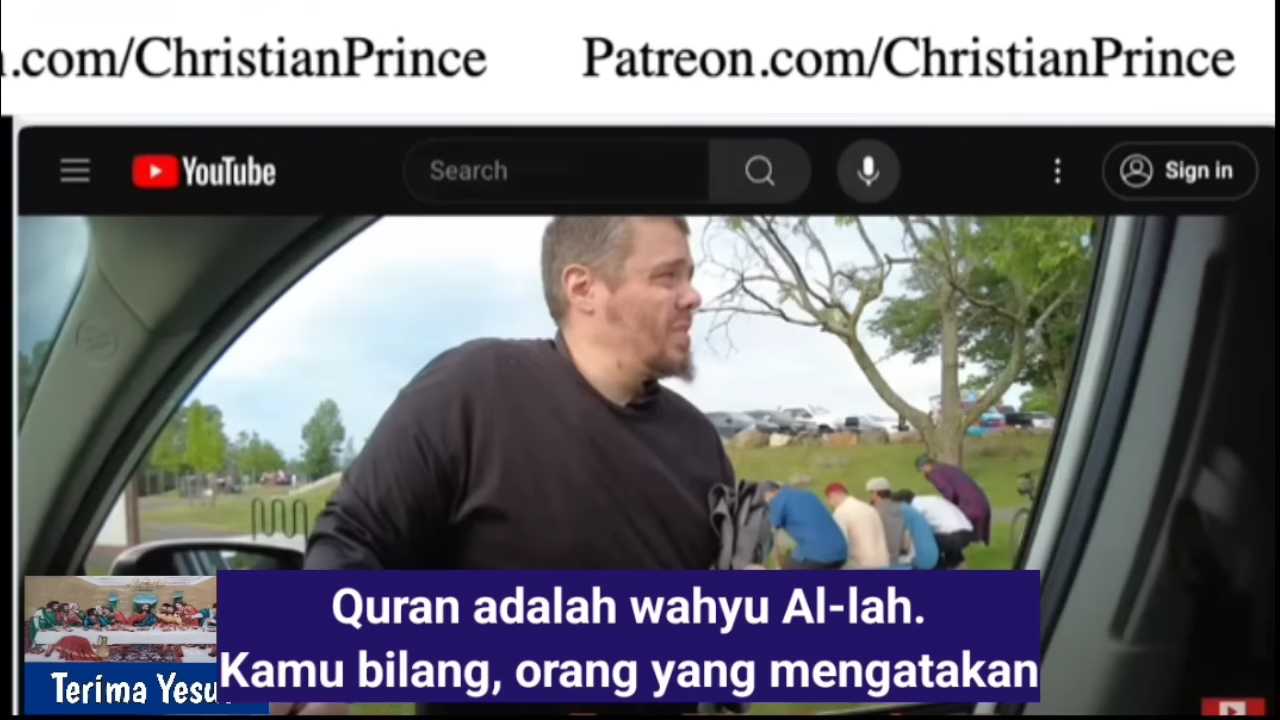 .com/ChristianPrince Patreon.com/ChristianPrince
YouTube Search Sign in
Quran adalah wahyu Al-lah.
Kamu bilang, orang yang mengatakan
Terima Yesus